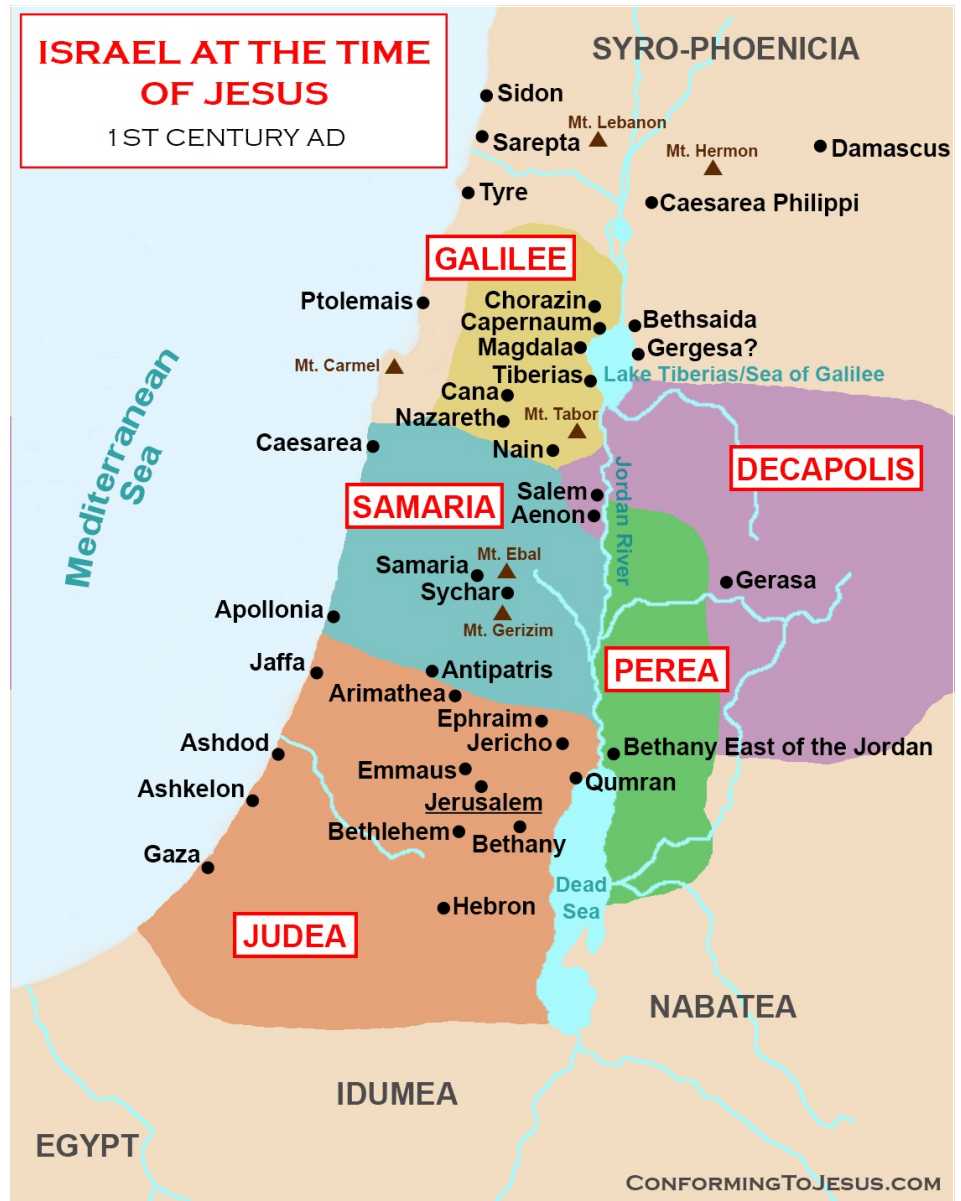 ISRAEL AT THE TIME
OF JESUS
1ST CENTURY AD
SYRO-PHOENICIA
Sidon
Mt. Lebanon
Sarepta
Mt. Hermon
Damascus
Tyre
Caesarea Philippi
GALILEE
Ptolemais
Chorazin
Capernaum
Bethsaida
Magdala
Gergesa?
Mt. Carmel
Tiberias
Lake Tiberias/Sea of Galilee
Cana
Nazareth
Mt. Tabor
Caesarea
Nain
Mediterranean
Sea
DECAPOLIS
SAMARIA
Salem
Aenon
Jordan River
Mt. Ebal
Samaria
Sychar
Gerasa
Apollonia
Mt. Gerizim
Jaffa
Antipatris
PEREA
Arimathea
Ephraim
Jericho
Ashdod
Bethany East of the Jordan
Emmaus
Qumran
Ashkelon
Jerusalem
Bethlehem
Bethany
Gaza
Dead
Sea
Hebron
JUDEA
NABATEA
IDUMEA
EGYPT
CONFORMINGTOJESUS.COM